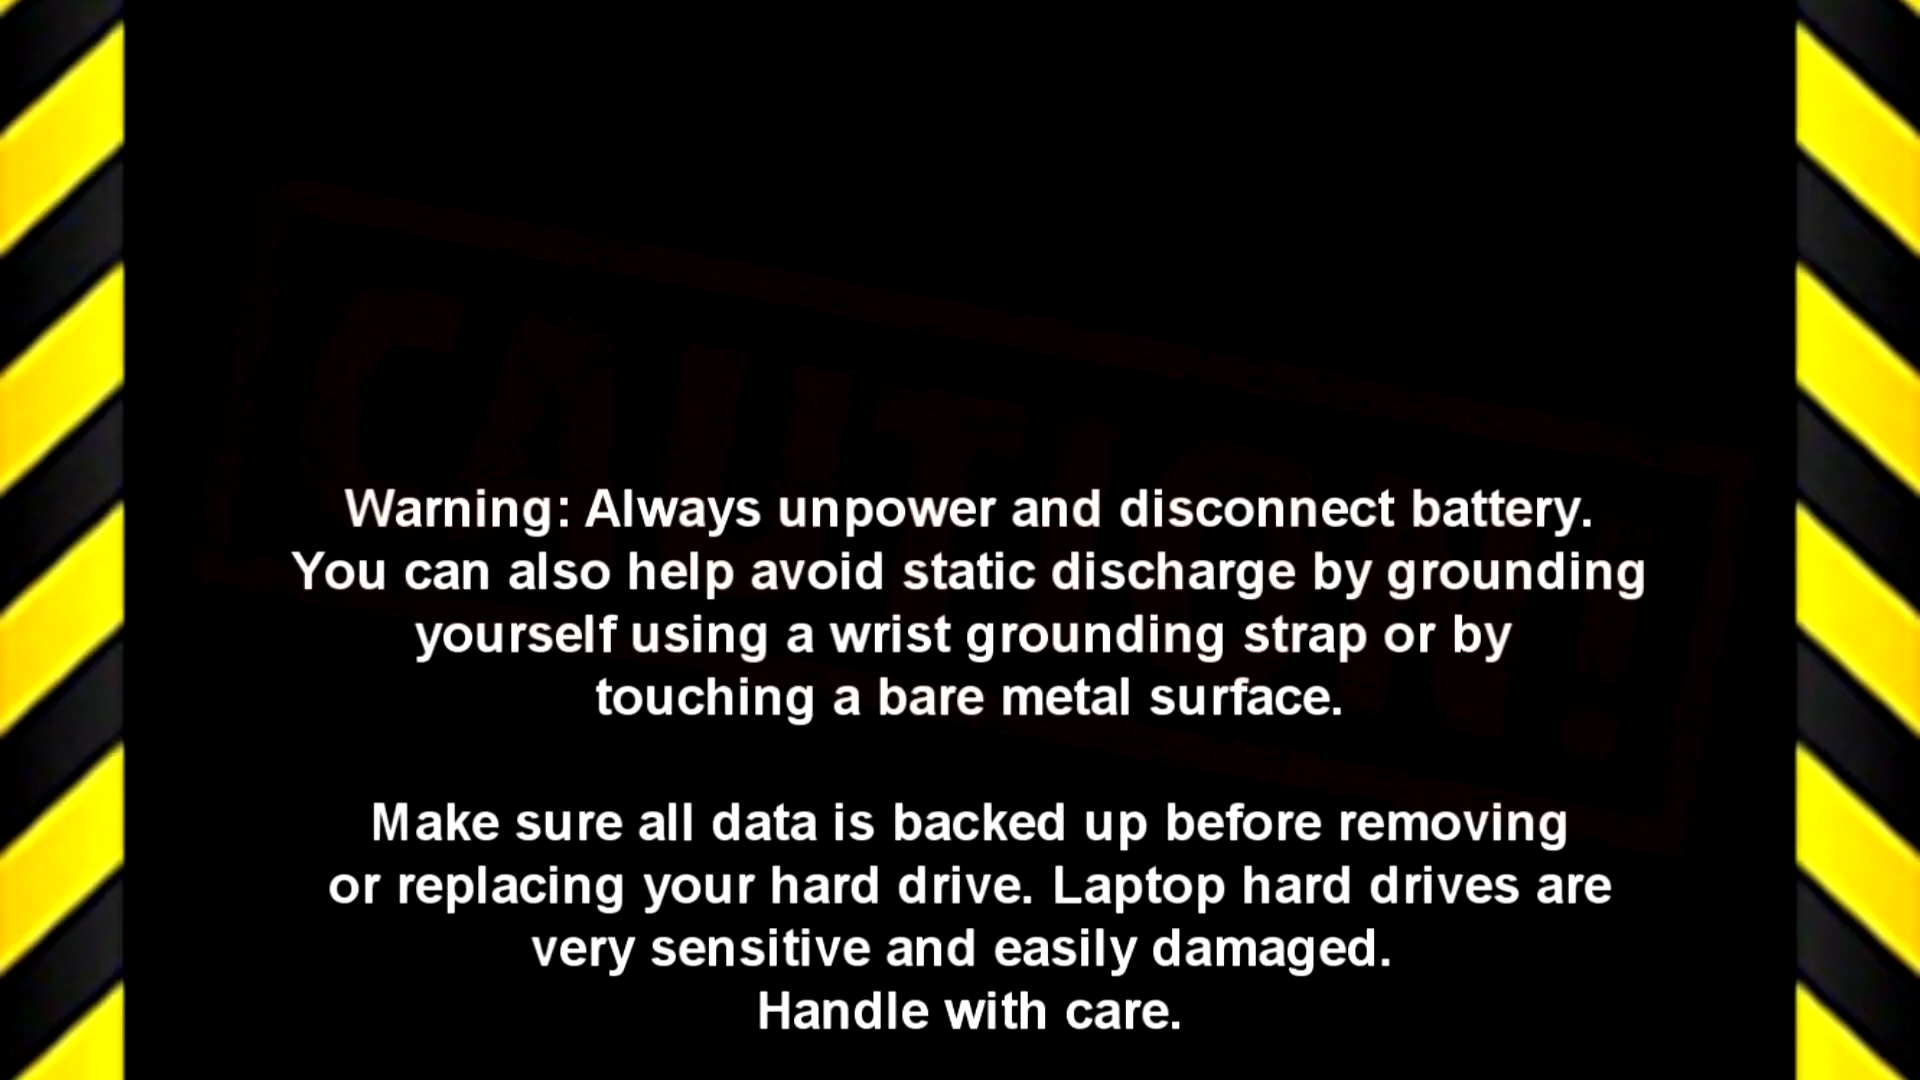 CAUTION!
Warning: Always unpower and disconnect battery.
You can also help avoid static discharge by grounding
yourself using a wrist grounding strap or by
touching a bare metal surface.
Make sure all data is backed up before removing
or replacing your hard drive. Laptop hard drives are
very sensitive and easily damaged.
Handle with care.